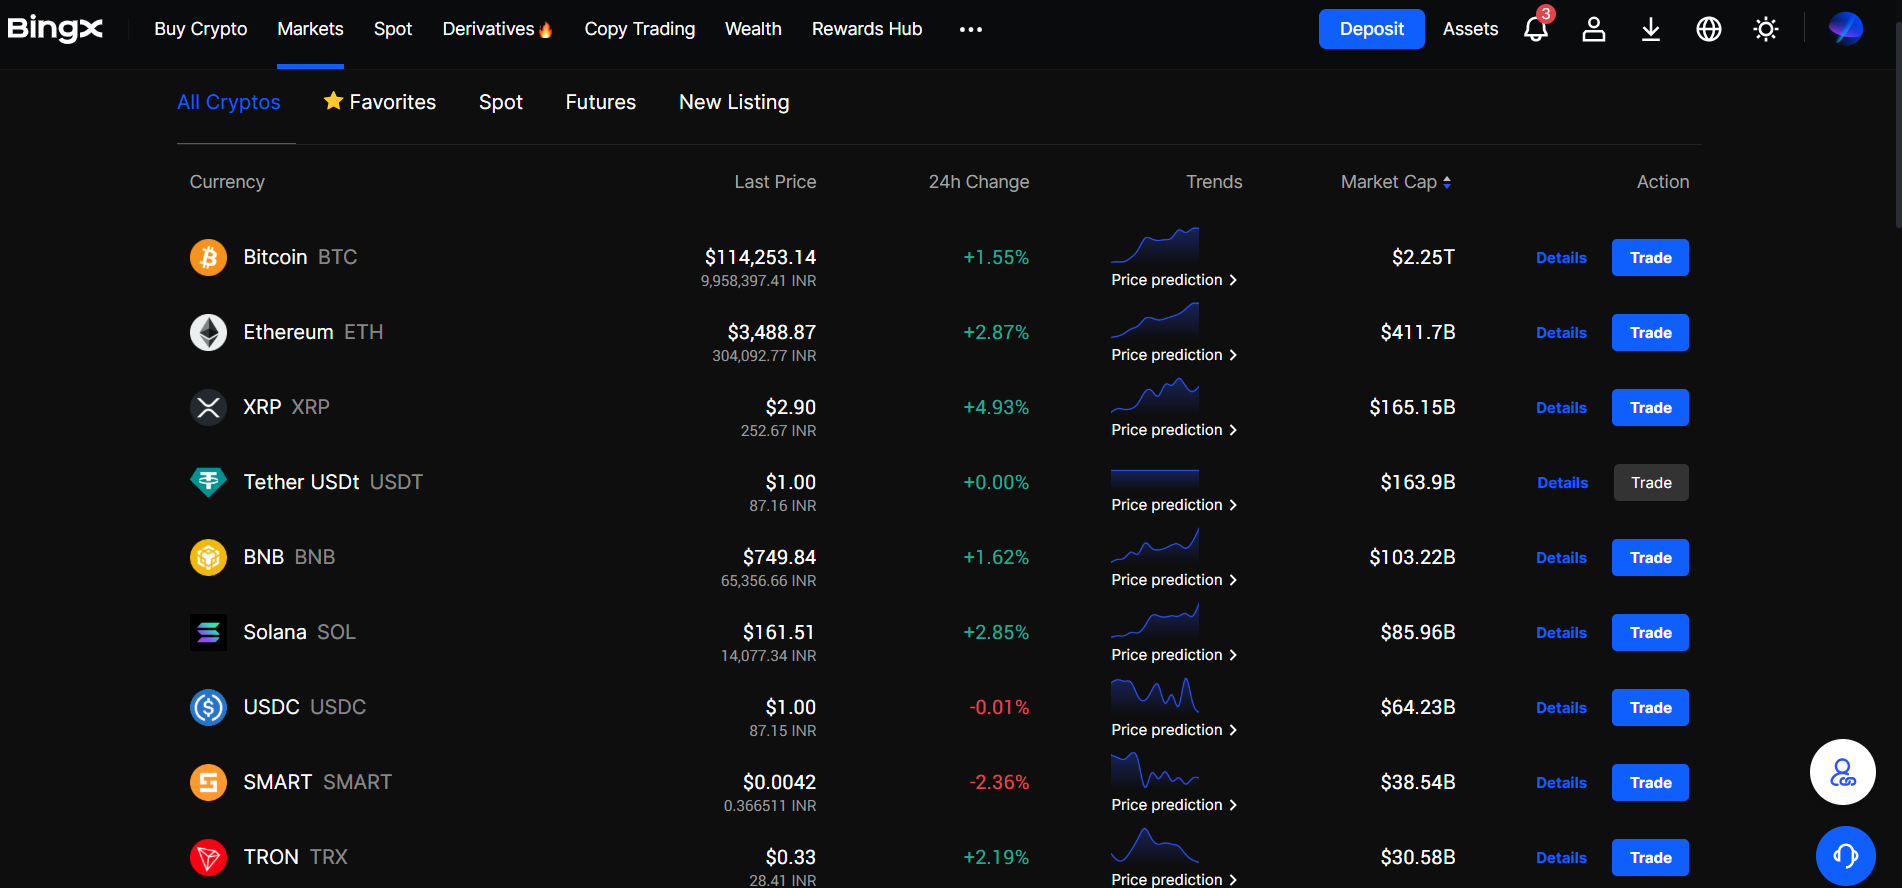 BingX Buy Crypto Markets Spot Derivatives Copy Trading Wealth Rewards Hub Deposit Assets 3
All Cryptos Favorites Spot Futures New Listing
Currency Last Price 24h Change Trends Market Cap Action
Bitcoin BTC $114,253.14 +1.55% $2.25T Details Trade
9,958,397.41 INR Price prediction
Ethereum ETH $3,488.87 +2.87% $411.7B Details Trade
304,092.77 INR Price prediction
XRP XRP $2.90 +4.93% $165.15B Details Trade
252.67 INR Price prediction
Tether USDt USDT $1.00 +0.00% $163.9B Details Trade
87.16 INR Price prediction
BNB BNB $749.84 +1.62% $103.22B Details Trade
65,356.66 INR Price prediction
Solana SOL $161.51 +2.85% $85.96B Details Trade
14,077.34 INR Price prediction
USDC USDC $1.00 -0.01% $64.23B Details Trade
87.15 INR Price prediction
SMART SMART $0.0042 -2.36% $38.54B Details Trade
0.366511 INR Price prediction
TRON TRX $0.33 +2.19% $30.58B Details Trade
28.41 INR Price prediction